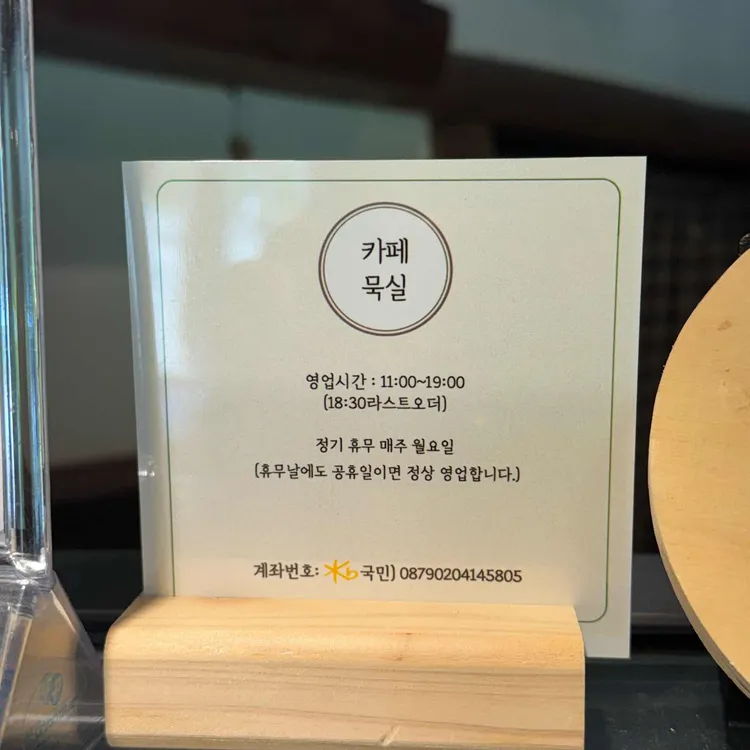 카페
묵실
영업시간 : 11:00~19:00
(18:30라스트오더)
정기 휴무 매주 월요일
(휴무날에도 공휴일이면 정상 영업합니다.)
계좌번호: Kb국민) 08790204145805